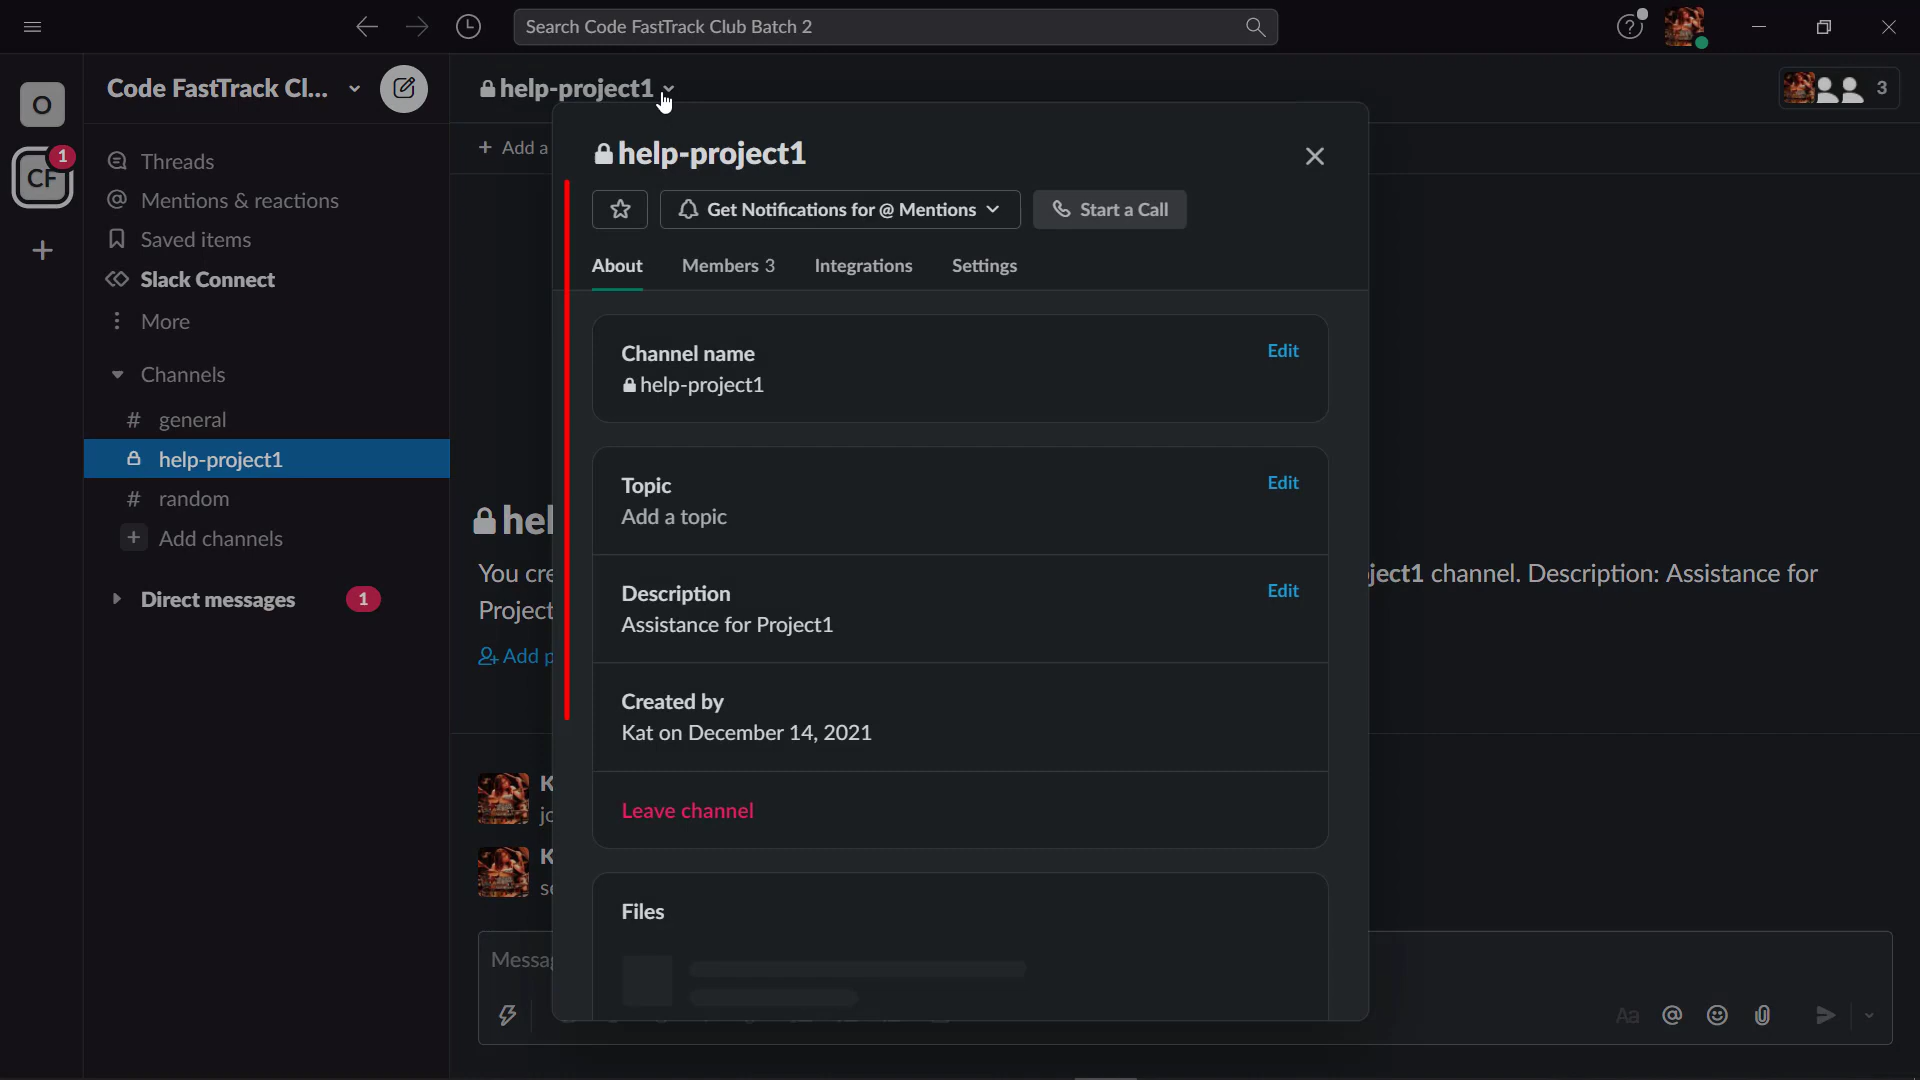 Search Code FastTrack Club Batch 2
O
CF
1
Code FastTrack Cl...
Threads
@ Mentions & reactions
Saved items
Slack Connect
More
Channels
# general
help-project1
# random
+ Add channels
Direct messages 1
help-project1
3
+ Add a
help-project1
Get Notifications for @ Mentions
Start a Call
About
Members 3
Integrations
Settings
Channel name
Edit
help-project1
Topic
Edit
Add a topic
Description
Edit
Assistance for Project1
Created by
Kat on December 14, 2021
Leave channel
Files
hel
You cre
ject1 channel. Description: Assistance for
Project
Add p
K
jo
K
Messag
Aa @